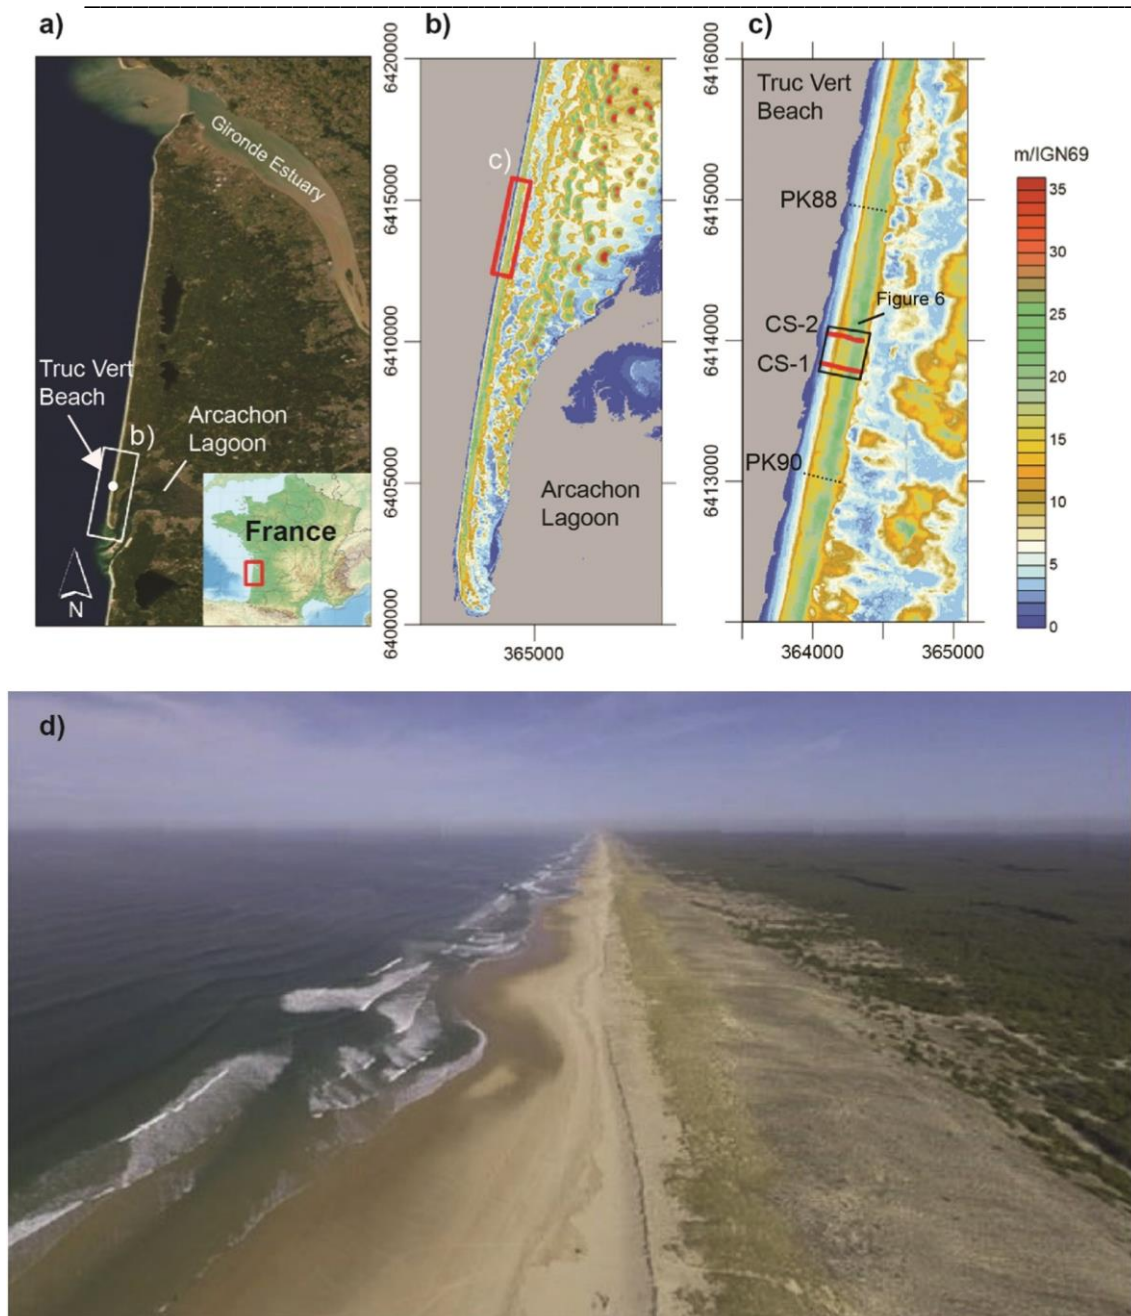 a)
Gironde Estuary
Truc Vert
Beach
b)
Arcachon
Lagoon
France
N
b)
6420000
6415000
6410000
6405000
6400000
c)
Arcachon
Lagoon
365000
c)
6416000
6415000
6414000
6413000
Truc Vert
Beach
PK88
Figure 6
CS-2
CS-1
PK90
364000
365000
m/IGN69
35
30
25
20
15
10
5
0
d)